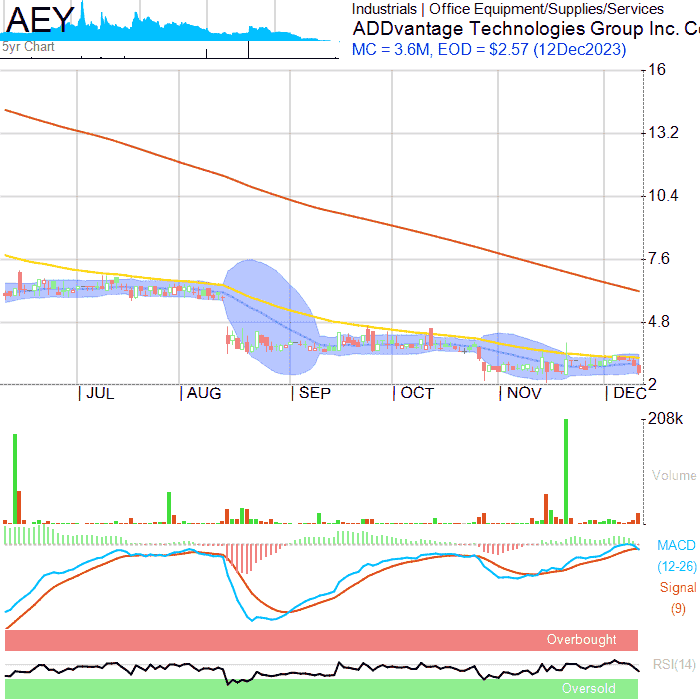 AEY
5yr Chart
Industrials | Office Equipment/Supplies/Services
ADDvantage Technologies Group Inc. Co
MC = 3.6M, EOD = $2.57 (12Dec2023)
16
13.2
10.4
7.6
4.8
2
JUL
AUG
SEP
OCT
NOV
DEC
208k
Volume
MACD
(12-26)
Signal
(9)
Overbought
RSI(14)
Oversold